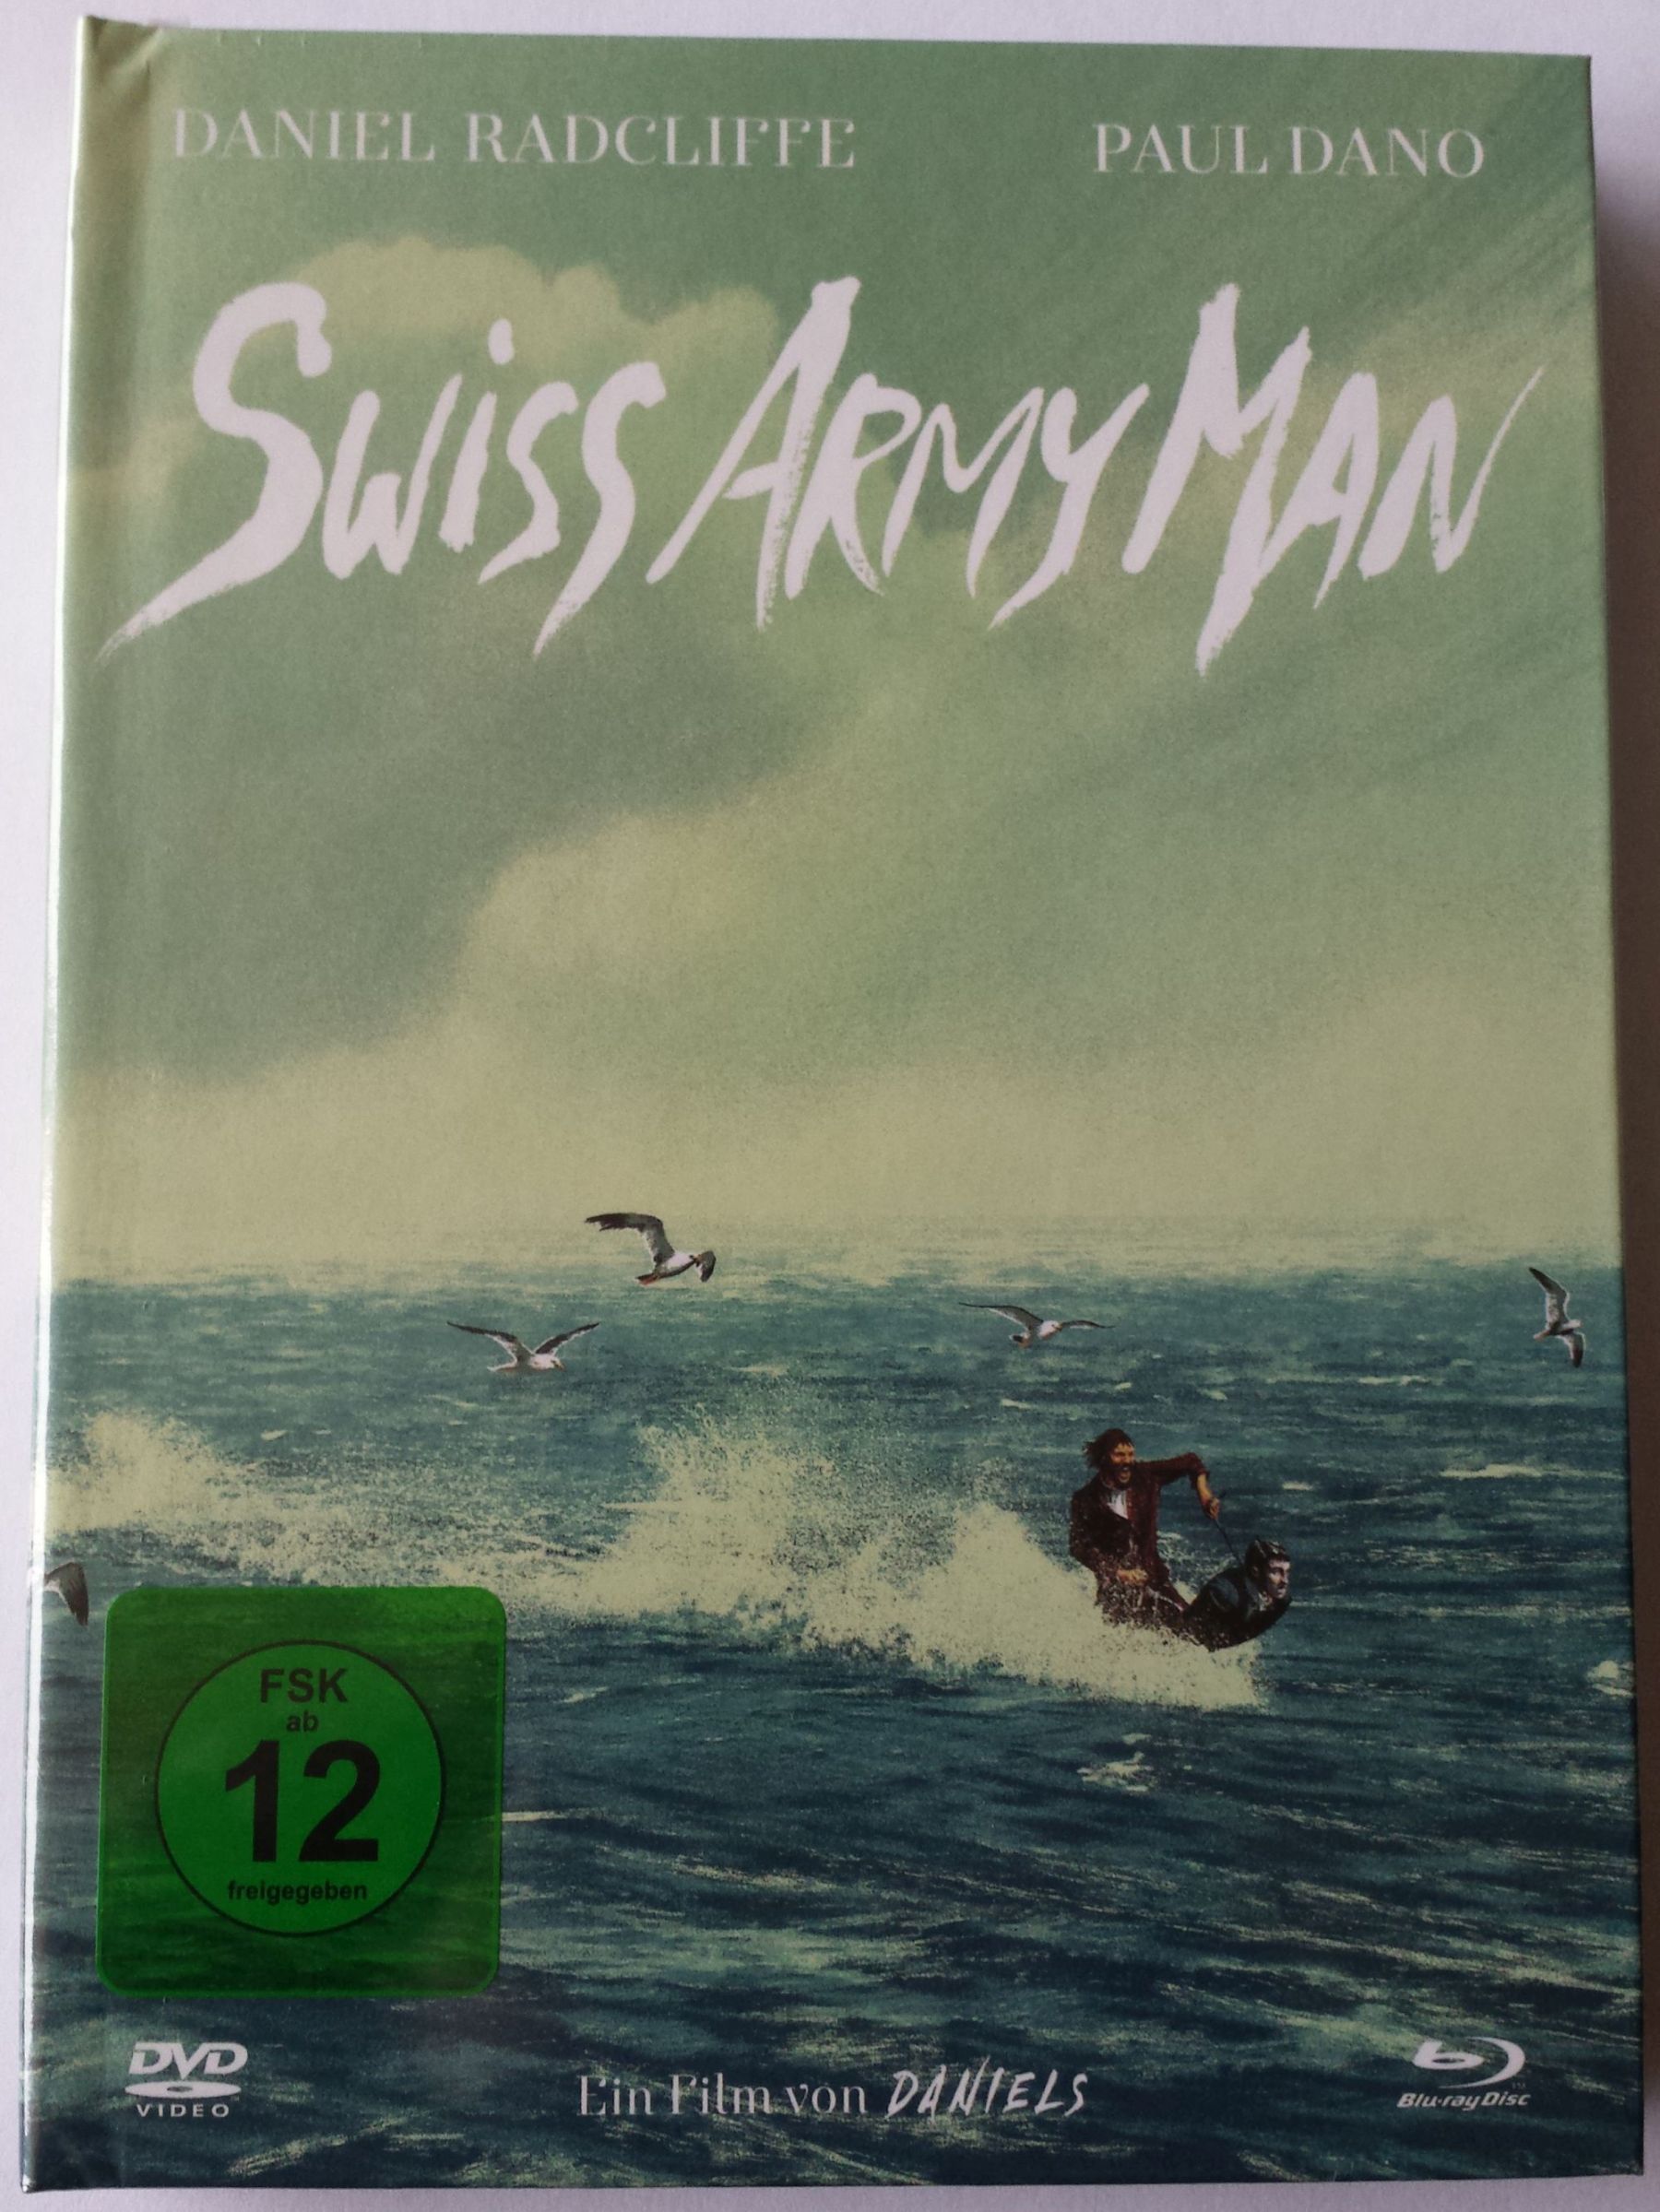 DANIEL RADCLIFFE PAUL DANO
SWISS ARMY MAN
FSK
ab
12
freigegeben
DVD
VIDEO
Ein Film von DANIELS
Blu-ray Disc